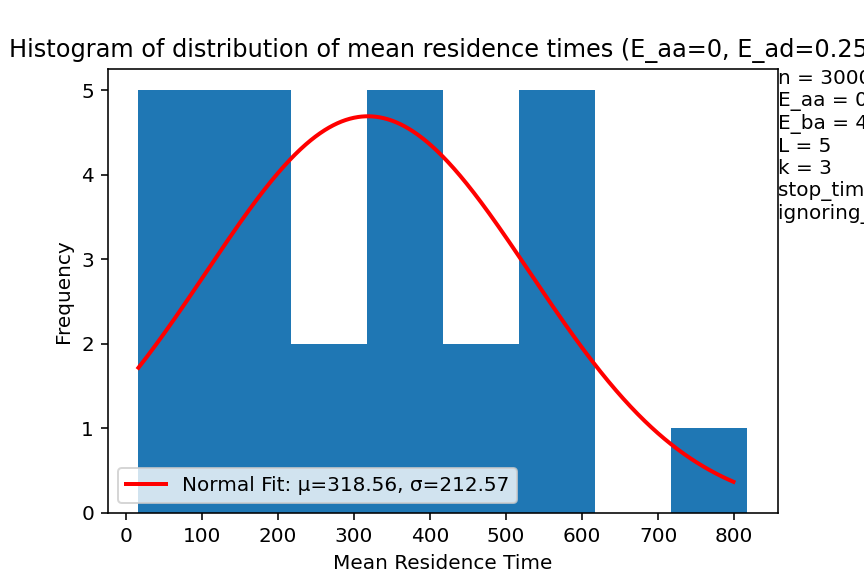 Histogram of distribution of mean residence times (E_aa=0, E_ad=0.25
n = 3000
E_aa = 0
E_ba = 4
L = 5
k = 3
stop_tim
ignoring_
Frequency
5
4
3
2
1
0
Normal Fit: μ=318.56, σ=212.57
0 100 200 300 400 500 600 700 800
Mean Residence Time